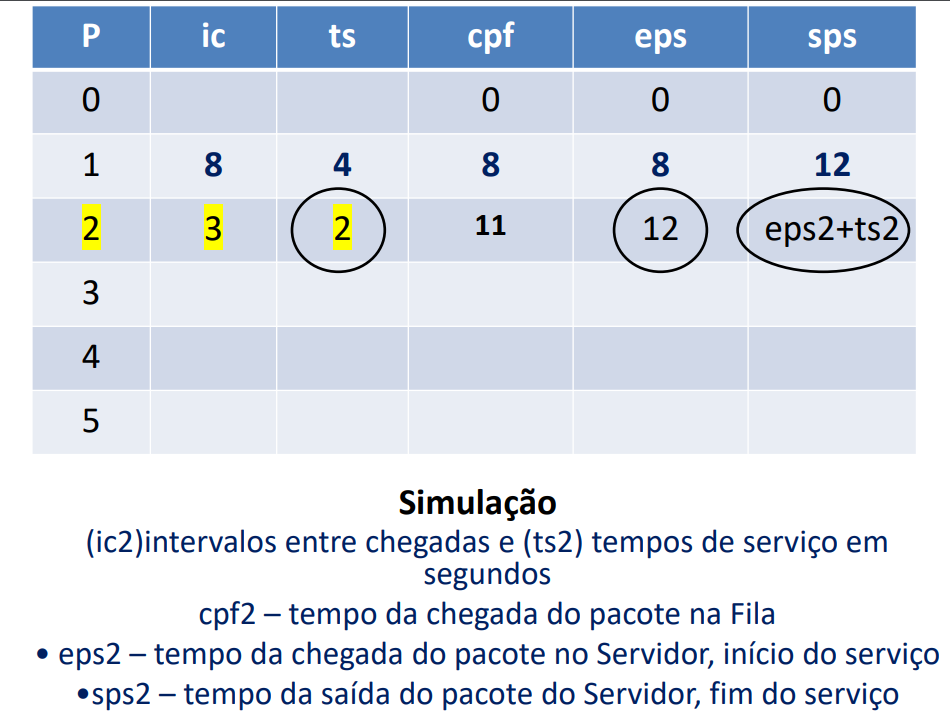 P ic ts cpf eps sps
0 0 0 0
1 8 4 8 8 12
2 3 2 11 12 eps2+ts2
3
4
5
Simulação
(ic2)intervalos entre chegadas e (ts2) tempos de serviço em
segundos
cpf2 – tempo da chegada do pacote na Fila
• eps2 – tempo da chegada do pacote no Servidor, início do serviço
•sps2 – tempo da saída do pacote do Servidor, fim do serviço